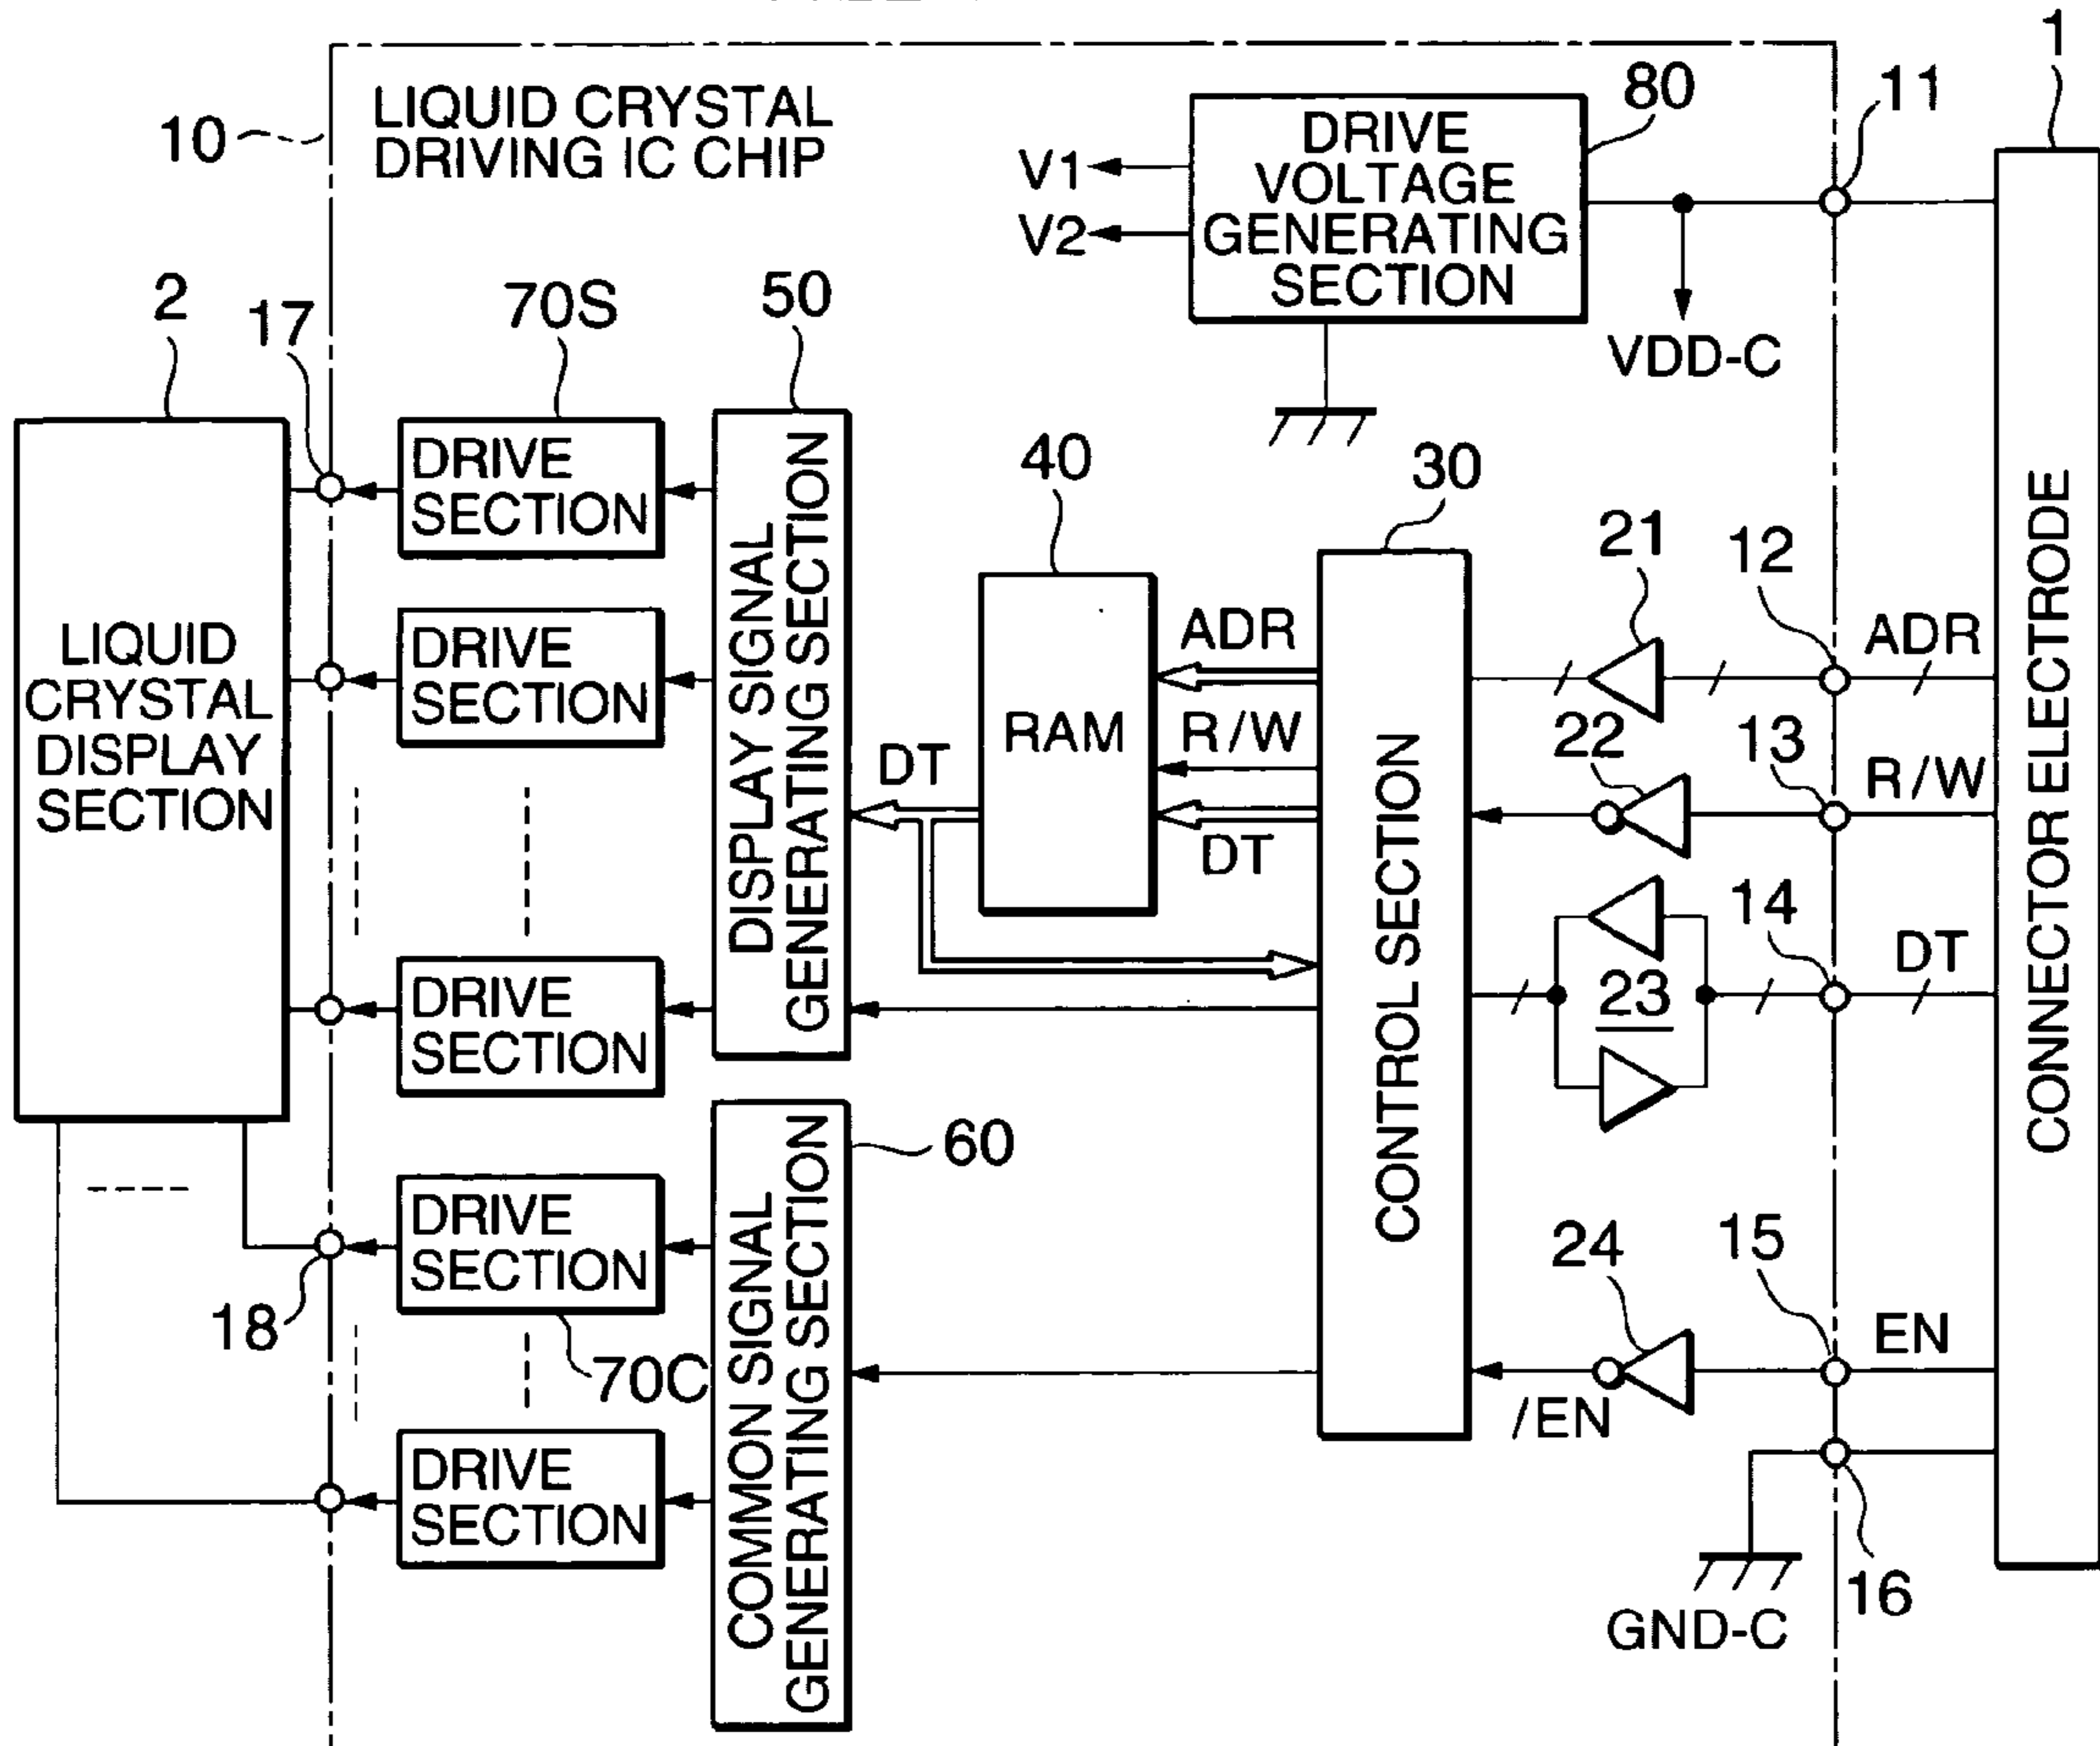 1
10
LIQUID CRYSTAL
DRIVING IC CHIP
80
11
DRIVE
VOLTAGE
GENERATING
SECTION
V1
V2
VDD-C
2
17
70S
50
40
30
LIQUID
CRYSTAL
DISPLAY
SECTION
DRIVE
SECTION
DRIVE
SECTION
DRIVE
SECTION
DISPLAY SIGNAL
GENERATING SECTION
DT
RAM
ADR
R/W
DT
CONTROL SECTION
21
12
ADR
22
13
R/W
14
DT
23
CONNECTOR ELECTRODE
60
DRIVE
SECTION
18
70C
DRIVE
SECTION
COMMON SIGNAL
GENERATING SECTION
24
15
EN
/EN
16
GND-C